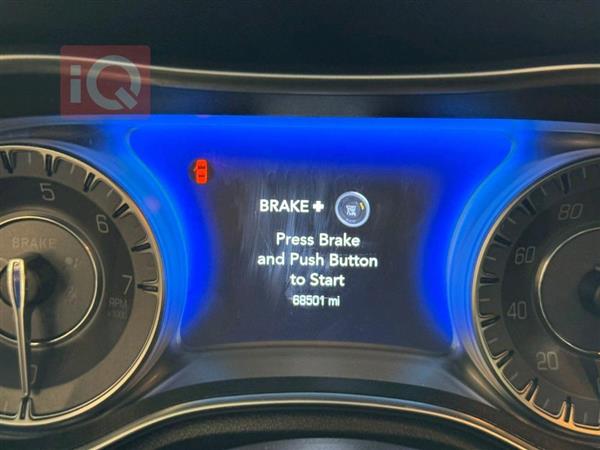 iQ
BRAKE +
Press Brake
and Push Button
to Start
68501 mi
BRAKE
5
6
7
RPM
x1000
0
80
60
40
20